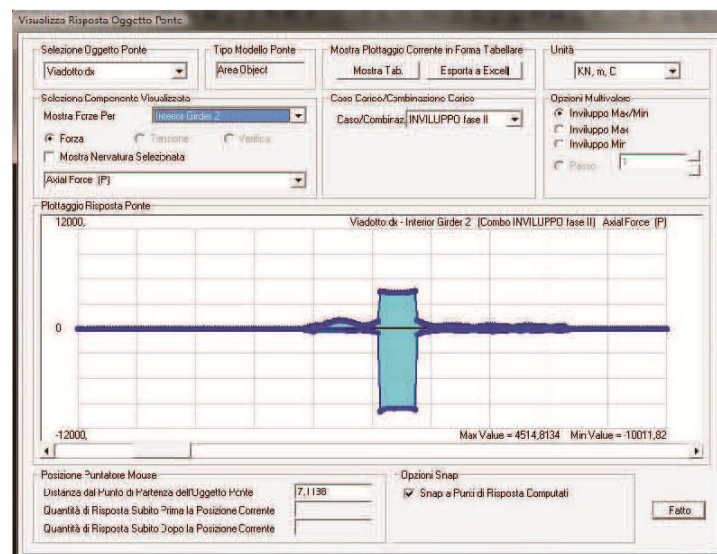 Visualizza Risposta Oggetto Ponte
Selezione Oggetto Ponte
Viadotto dx
Tipo Modello Ponte
Area Object
Mostra Plottaggio Corrente in Forma Tabellare
Mostra Tab.
Esporta a Excell
Unità
KN, m, C
Seleziona Componente Visualizzata
Mostra Forze Per
Interior Girder 2
Forza
Tensione
Verifica
Mostra Nervatura Selezionata
Axial Force (P)
Caso Carico/Combinazione Carico
Caso/Combinaz. INVILUPPO fase II
Opzioni Multivalore
Inviluppo Max/Min
Inviluppo Max
Inviluppo Min
Passo
1
Plottaggio Risposta Ponte
12000,
Viadotto dx - Interior Girder 2 (Combo INVILUPPO fase II) Axial Force (P)
0
-12000,
Max Value = 4514,8134 Min Value = -10011,82
Posizione Puntatore Mouse
Distanza dal Punto di Partenza dell'Oggetto Ponte
7,1138
Quantità di Risposta Subito Prima la Posizione Corrente
Quantità di Risposta Subito Dopo la Posizione Corrente
Opzioni Snap
Snap a Punti di Risposta Computati
Fatto